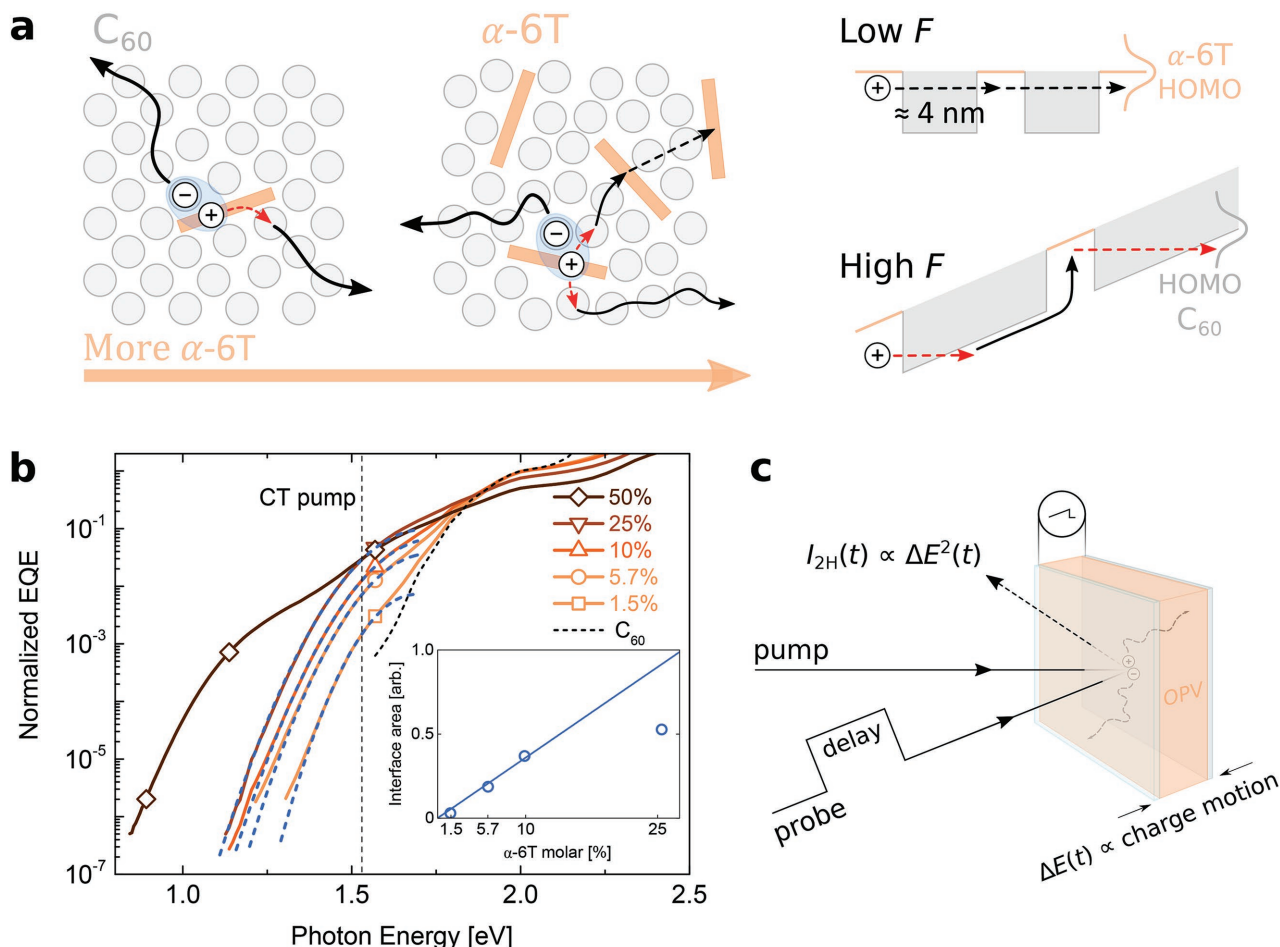 a
C60
α-6T
More α-6T
Low F
α-6T
HOMO
+
≈ 4 nm
High F
HOMO
C60
+
−
+
−
+
b
Normalized EQE
10^-1
10^-3
10^-5
10^-7
1.0
1.5
2.0
2.5
Photon Energy [eV]
CT pump
50%
25%
10%
5.7%
1.5%
C60
Interface area [arb.]
1.0
0.5
0
1.5
5.7
10
25
α-6T molar [%]
c
I2H(t) ∝ ΔE²(t)
pump
delay
probe
+
−
OPV
ΔE(t) ∝ charge motion